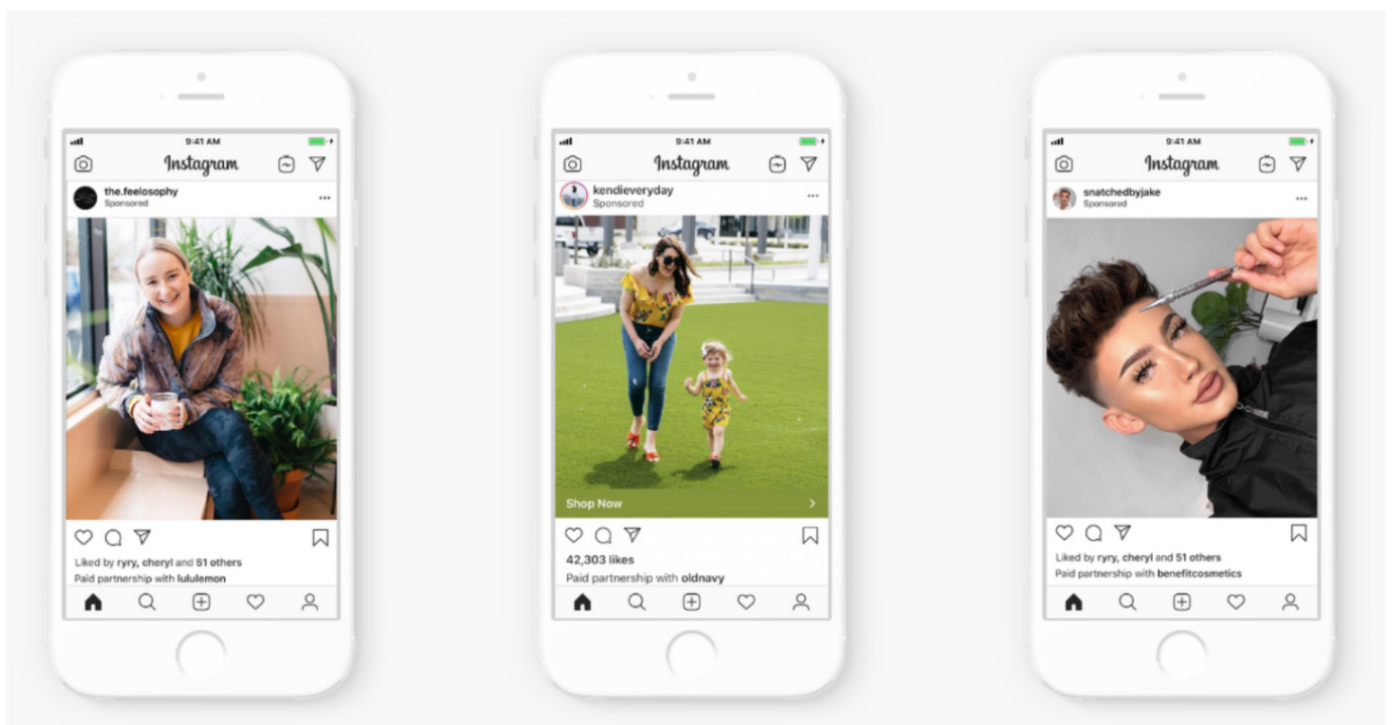 9:41 AM
Instagram
the.feelosophy
Sponsored
Liked by ryry, cheryl and 51 others
Paid partnership with lululemon
9:41 AM
Instagram
kendieveryday
Sponsored
Shop Now
42,303 likes
Paid partnership with oldnavy
9:41 AM
Instagram
snatchedbyjake
Sponsored
Liked by ryry, cheryl and 51 others
Paid partnership with benefitcosmetics